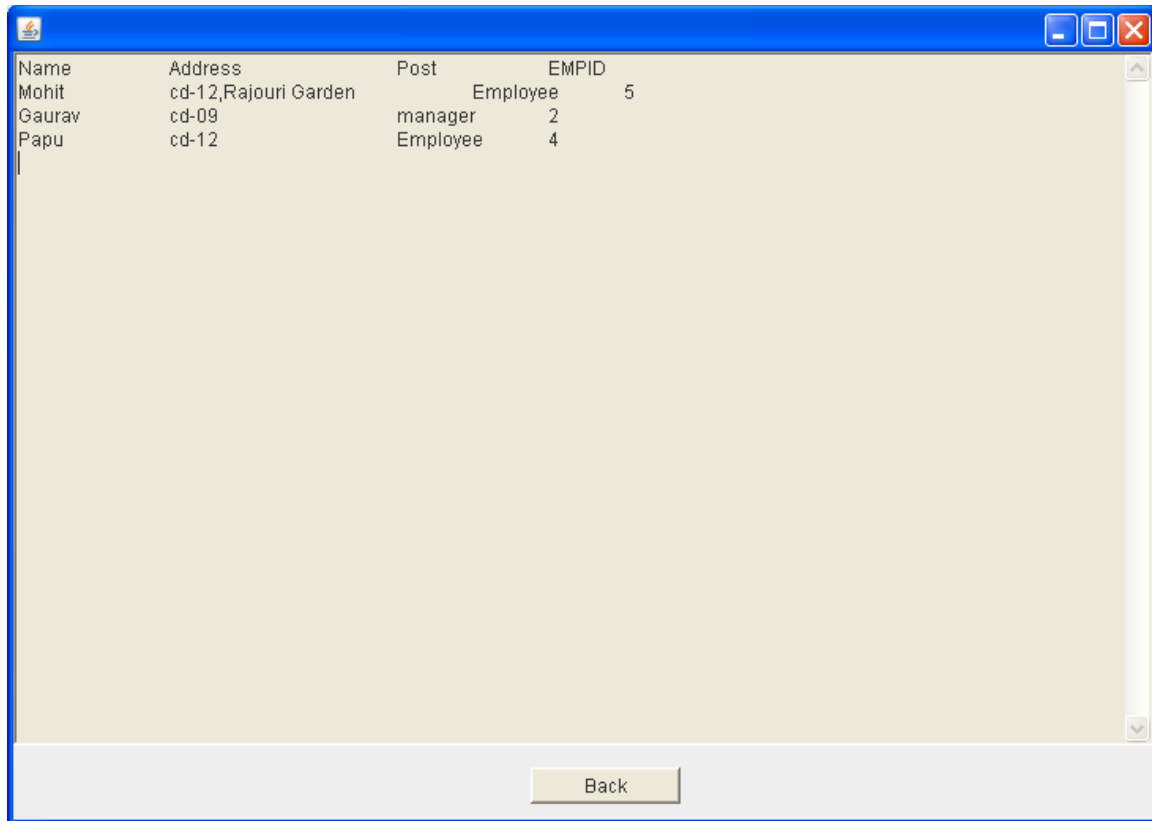 Name Address Post EMPID
Mohit cd-12,Rajouri Garden Employee 5
Gaurav cd-09 manager 2
Papu cd-12 Employee 4
Back